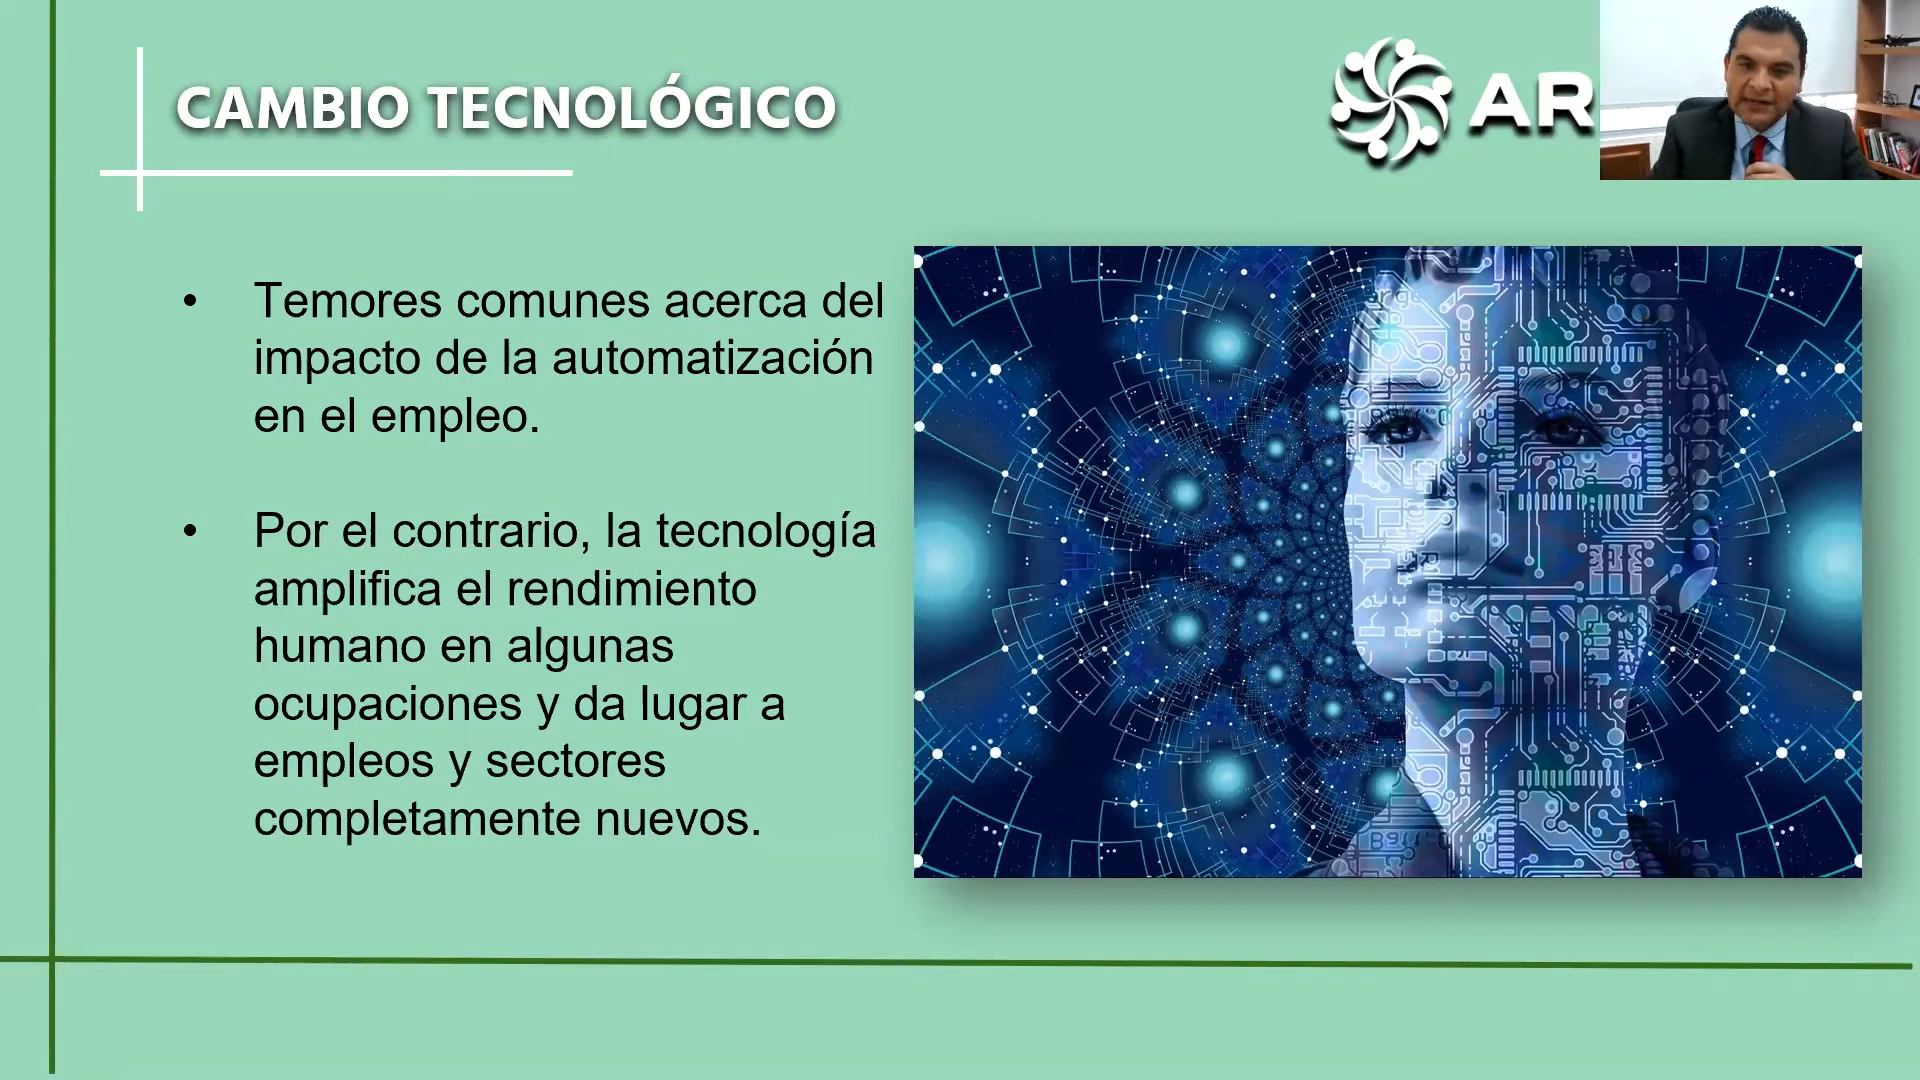 CAMBIO TECNOLÓGICO
AR
• Temores comunes acerca del
impacto de la automatización
en el empleo.
• Por el contrario, la tecnología
amplifica el rendimiento
humano en algunas
ocupaciones y da lugar a
empleos y sectores
completamente nuevos.